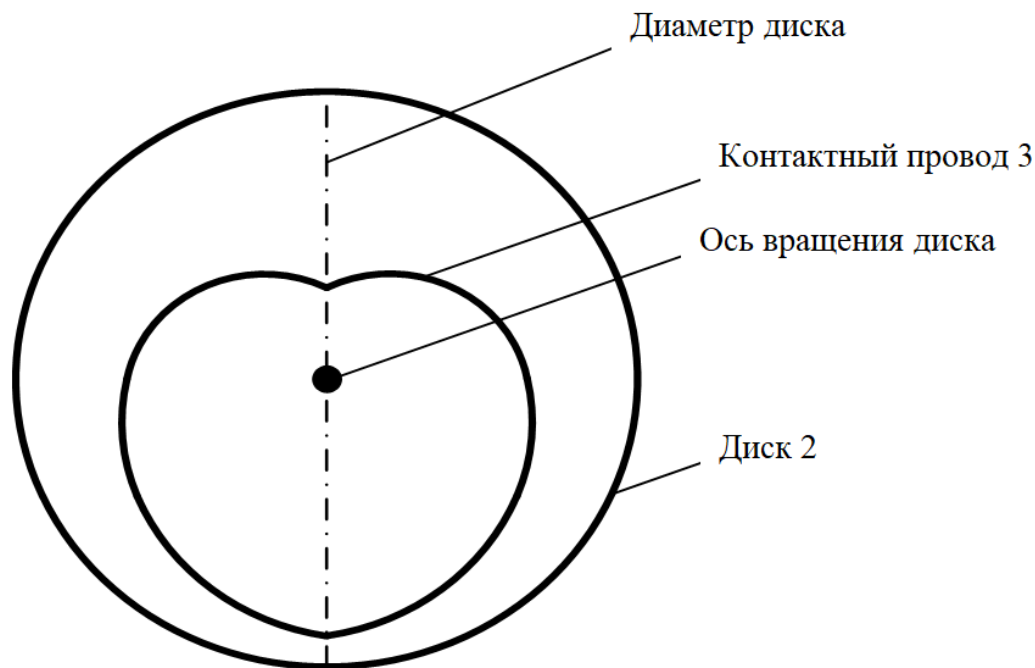 Диаметр диска
Контактный провод 3
Ось вращения диска
Диск 2